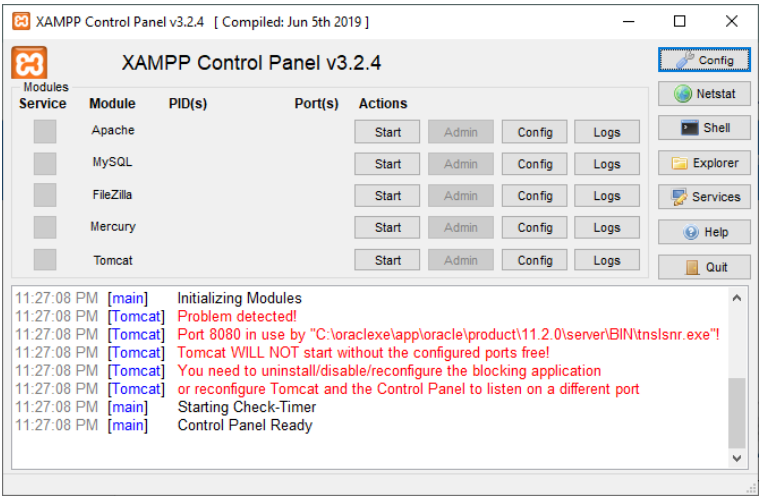 XAMPP Control Panel v3.2.4 [ Compiled: Jun 5th 2019 ]
XAMPP Control Panel v3.2.4
Config
Modules
Service Module PID(s) Port(s) Actions
Netstat
Apache Start Admin Config Logs
Shell
MySQL Start Admin Config Logs
Explorer
FileZilla Start Admin Config Logs
Services
Mercury Start Admin Config Logs
Help
Tomcat Start Admin Config Logs
Quit
11:27:08 PM [main] Initializing Modules
11:27:08 PM [Tomcat] Problem detected!
11:27:08 PM [Tomcat] Port 8080 in use by "C:\oraclexe\app\oracle\product\11.2.0\server\BIN\tnslsnr.exe"!
11:27:08 PM [Tomcat] Tomcat WILL NOT start without the configured ports free!
11:27:08 PM [Tomcat] You need to uninstall/disable/reconfigure the blocking application
11:27:08 PM [Tomcat] or reconfigure Tomcat and the Control Panel to listen on a different port
11:27:08 PM [main] Starting Check-Timer
11:27:08 PM [main] Control Panel Ready